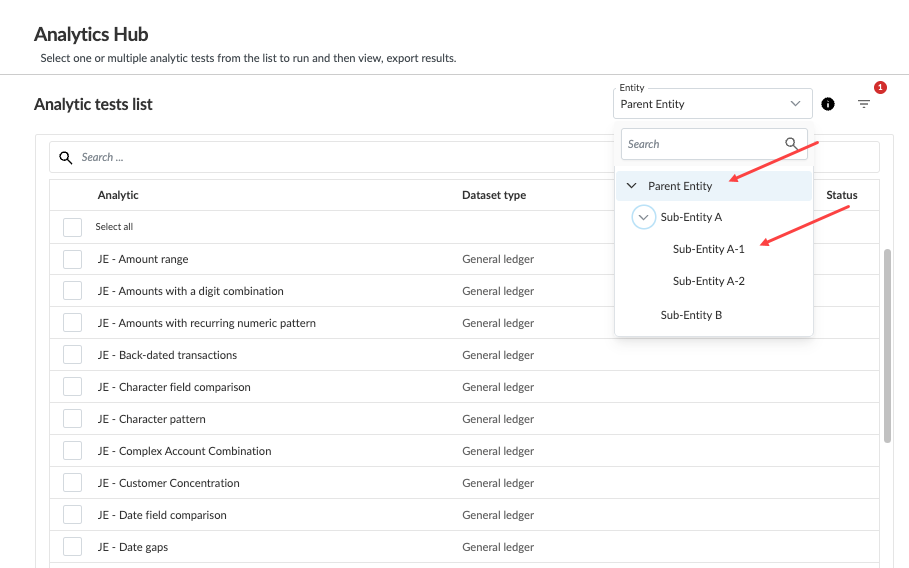 Analytics Hub
Select one or multiple analytic tests from the list to run and then view, export results.
Analytic tests list
Entity
Parent Entity
i
1
Search ...
Search
Parent Entity
Sub-Entity A
Sub-Entity A-1
Sub-Entity A-2
Sub-Entity B
Analytic Dataset type Status
Select all
JE - Amount range General ledger
JE - Amounts with a digit combination General ledger
JE - Amounts with recurring numeric pattern General ledger
JE - Back-dated transactions General ledger
JE - Character field comparison General ledger
JE - Character pattern General ledger
JE - Complex Account Combination General ledger
JE - Customer Concentration General ledger
JE - Date field comparison General ledger
JE - Date gaps General ledger